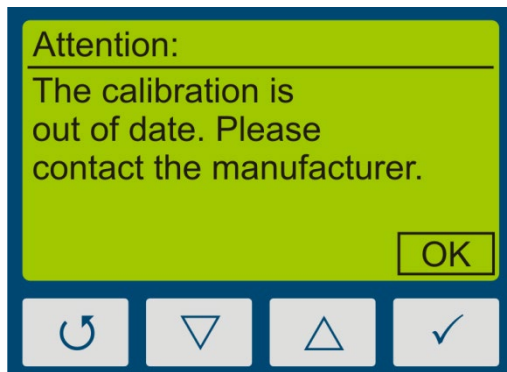 Attention:
The calibration is
out of date. Please
contact the manufacturer.
OK